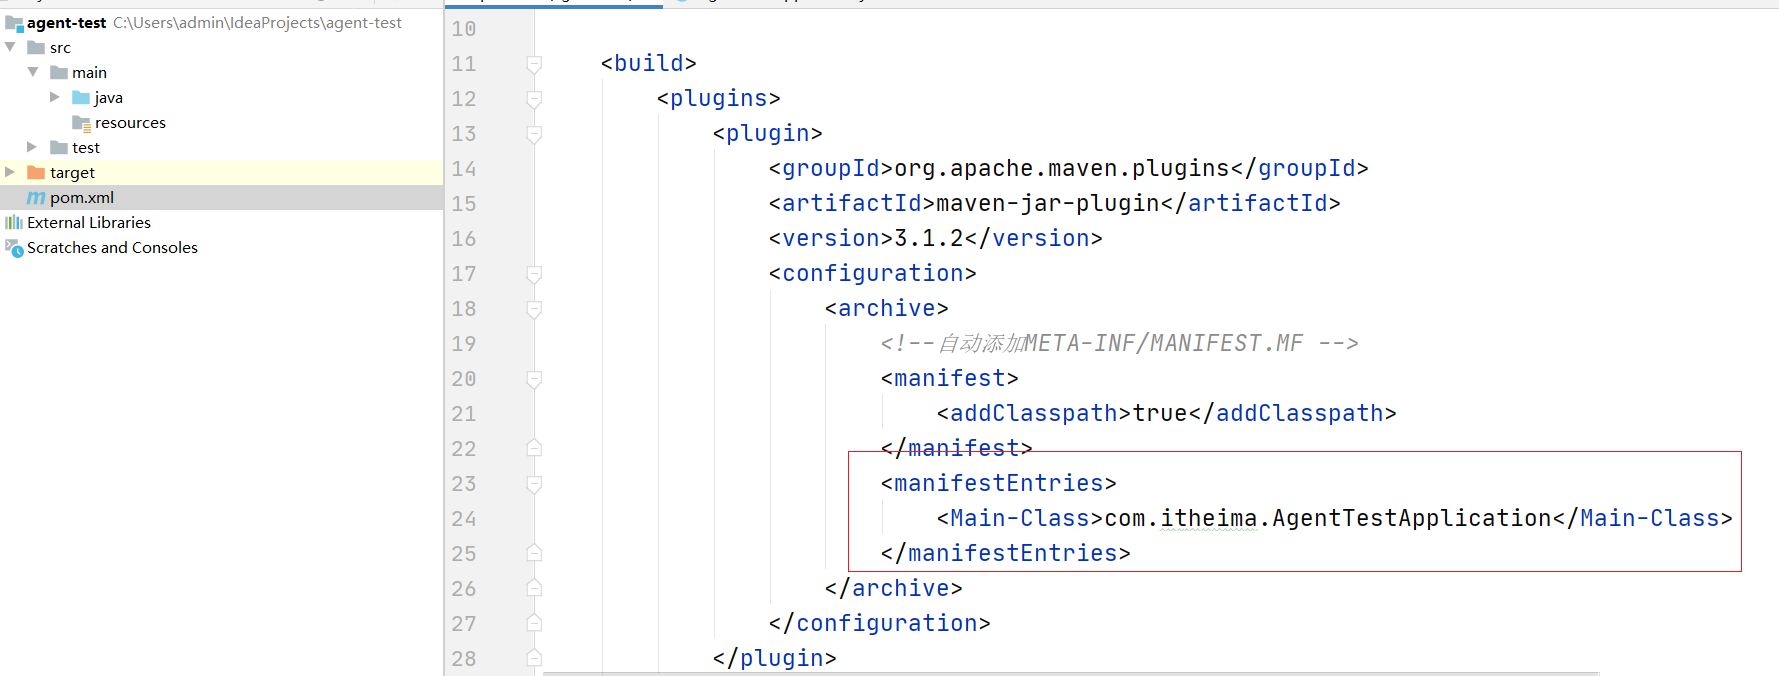 agent-test C:\Users\admin\IdeaProjects\agent-test
src
main
java
resources
test
target
pom.xml
External Libraries
Scratches and Consoles
10
11 <build>
12 <plugins>
13 <plugin>
14 <groupId>org.apache.maven.plugins</groupId>
15 <artifactId>maven-jar-plugin</artifactId>
16 <version>3.1.2</version>
17 <configuration>
18 <archive>
19 <!--自动添加META-INF/MANIFEST.MF -->
20 <manifest>
21 <addClasspath>true</addClasspath>
22 </manifest>
23 <manifestEntries>
24 <Main-Class>com.itheima.AgentTestApplication</Main-Class>
25 </manifestEntries>
26 </archive>
27 </configuration>
28 </plugin>